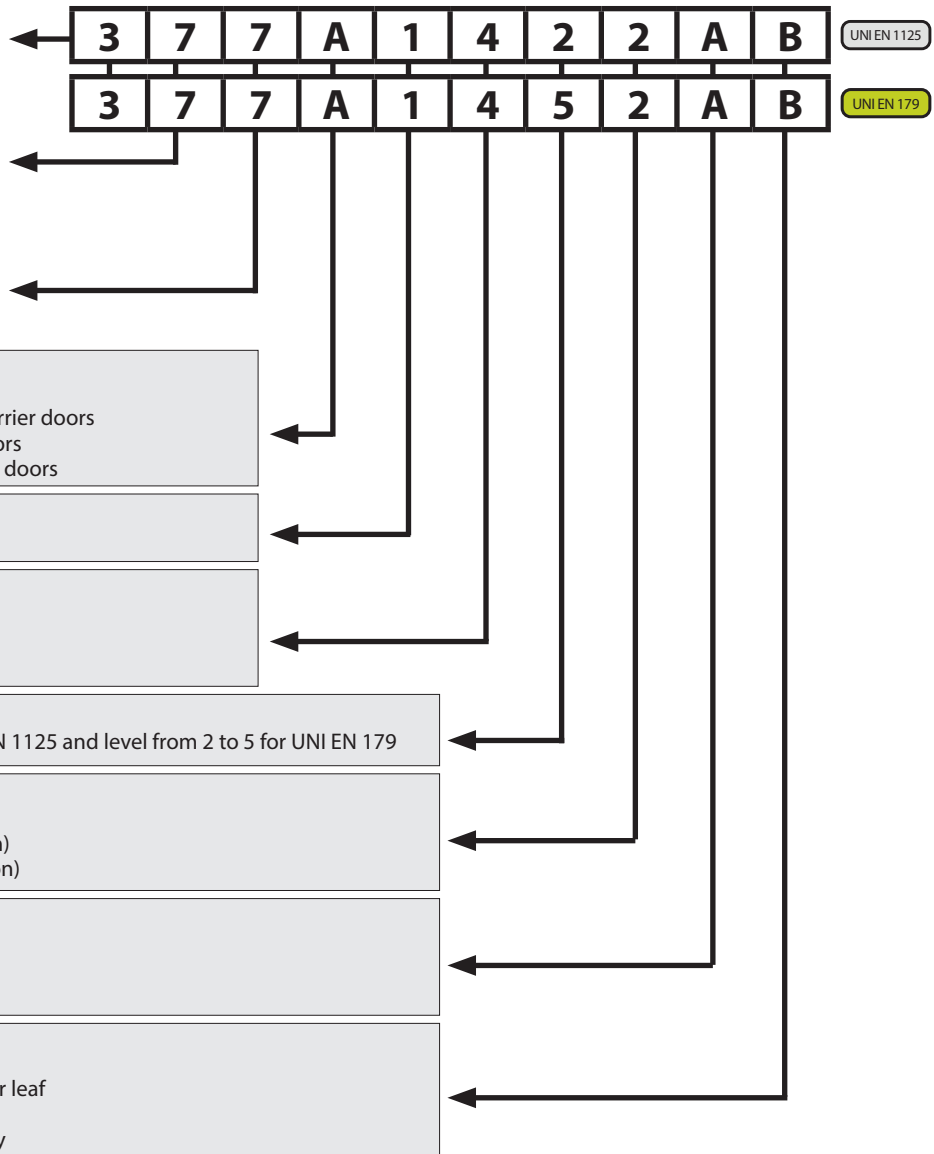 3 7 7 A 1 4 2 2 A B UNI EN 1125
3 7 7 A 1 4 5 2 A B UNI EN 179
rrier doors
ors
doors
N 1125 and level from 2 to 5 for UNI EN 179
n)
on)
r leaf
y